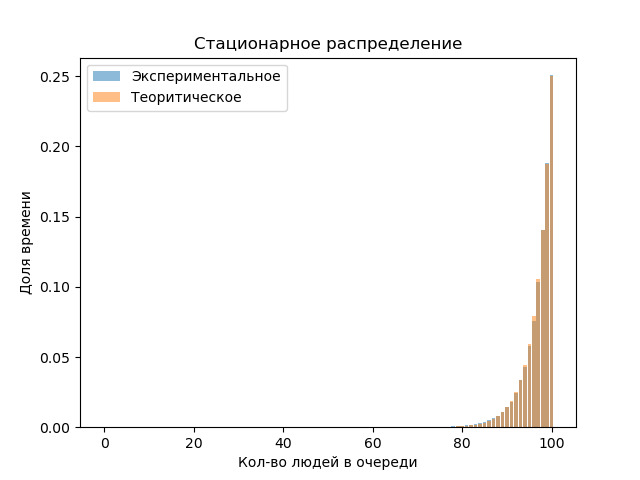 Стационарное распределение
Экспериментальное
Теоритическое
Доля времени
0.25
0.20
0.15
0.10
0.05
0.00
0 20 40 60 80 100
Кол-во людей в очереди